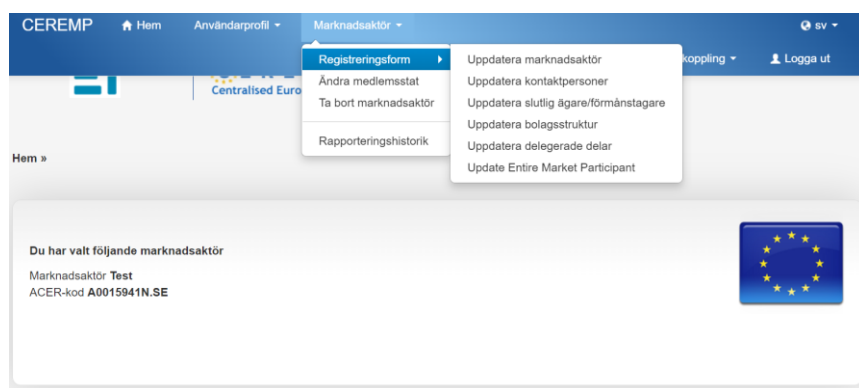 CEREMP Hem Användarprofil Marknadsaktör sv
koppling Logga ut
Registreringsform
Ändra medlemsstat
Ta bort marknadsaktör
Rapporteringshistorik
Uppdatera marknadsaktör
Uppdatera kontaktpersoner
Uppdatera slutlig ägare/förmånstagare
Uppdatera bolagsstruktur
Uppdatera delegerade delar
Update Entire Market Participant
Centralised Euro
Hem »
Du har valt följande marknadsaktör
Marknadsaktör Test
ACER-kod A0015941N.SE